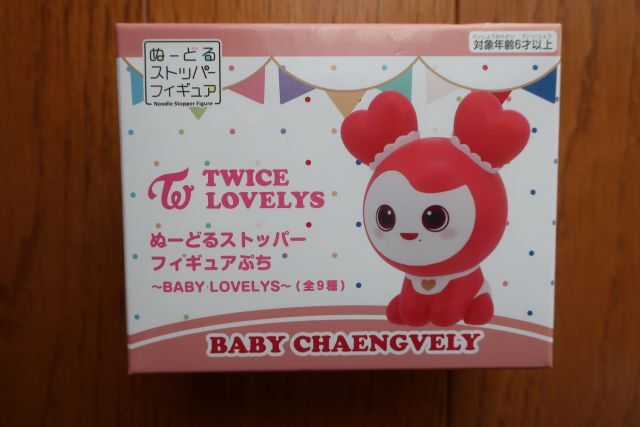 ぬーどる
ストッパー
フィギュア
Noodle Stopper Figure
対象年齢6才以上
TWICE
LOVELYS
ぬーどるストッパー
フィギュアぷち
～BABY LOVELYS～（全9種）
BABY CHAENGVELY